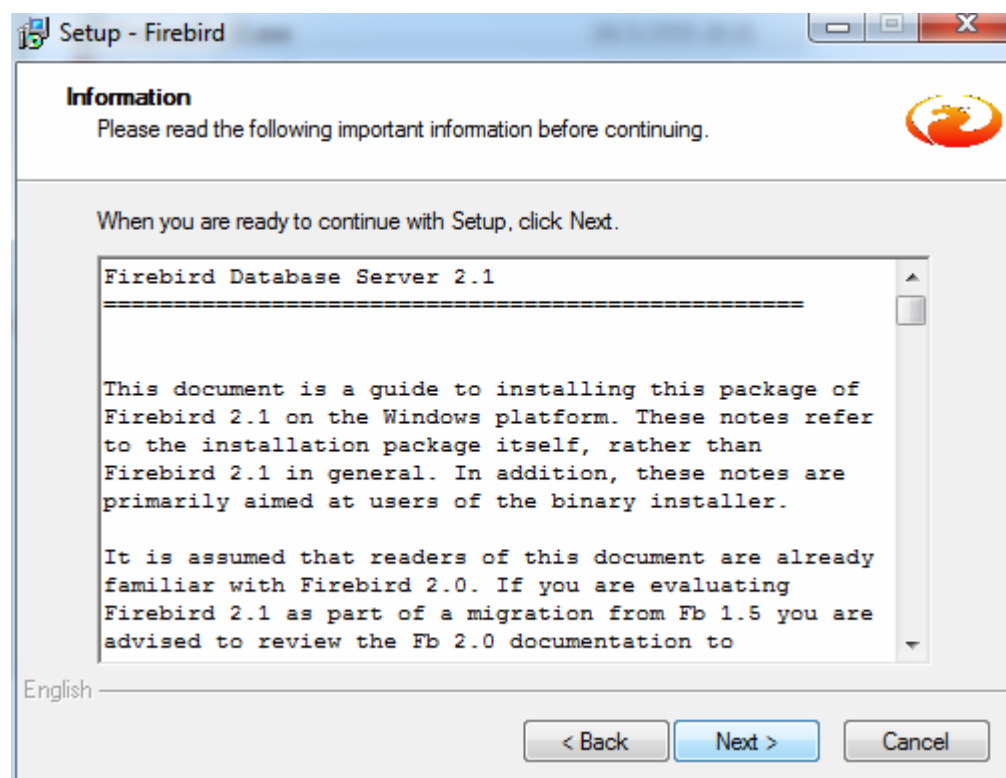 Setup - Firebird
Information
Please read the following important information before continuing.
When you are ready to continue with Setup, click Next.
Firebird Database Server 2.1
==================================================
This document is a guide to installing this package of
Firebird 2.1 on the Windows platform. These notes refer
to the installation package itself, rather than
Firebird 2.1 in general. In addition, these notes are
primarily aimed at users of the binary installer.
It is assumed that readers of this document are already
familiar with Firebird 2.0. If you are evaluating
Firebird 2.1 as part of a migration from Fb 1.5 you are
advised to review the Fb 2.0 documentation to
English
< Back Next > Cancel